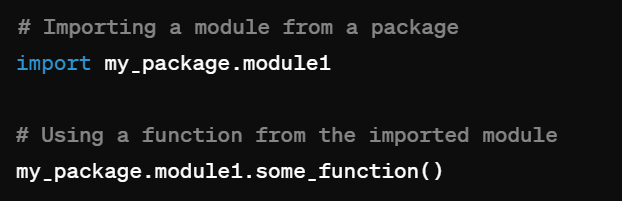 # Importing a module from a package
import my_package.module1
# Using a function from the imported module
my_package.module1.some_function()